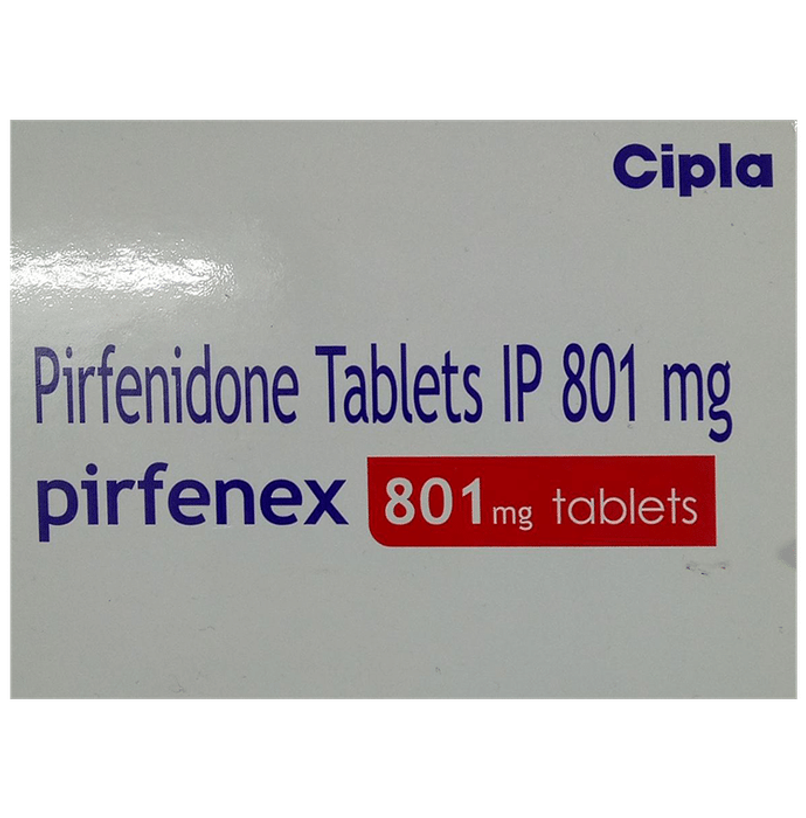 Cipla
Pirfenidone Tablets IP 801 mg
pirfenex 801mg tablets